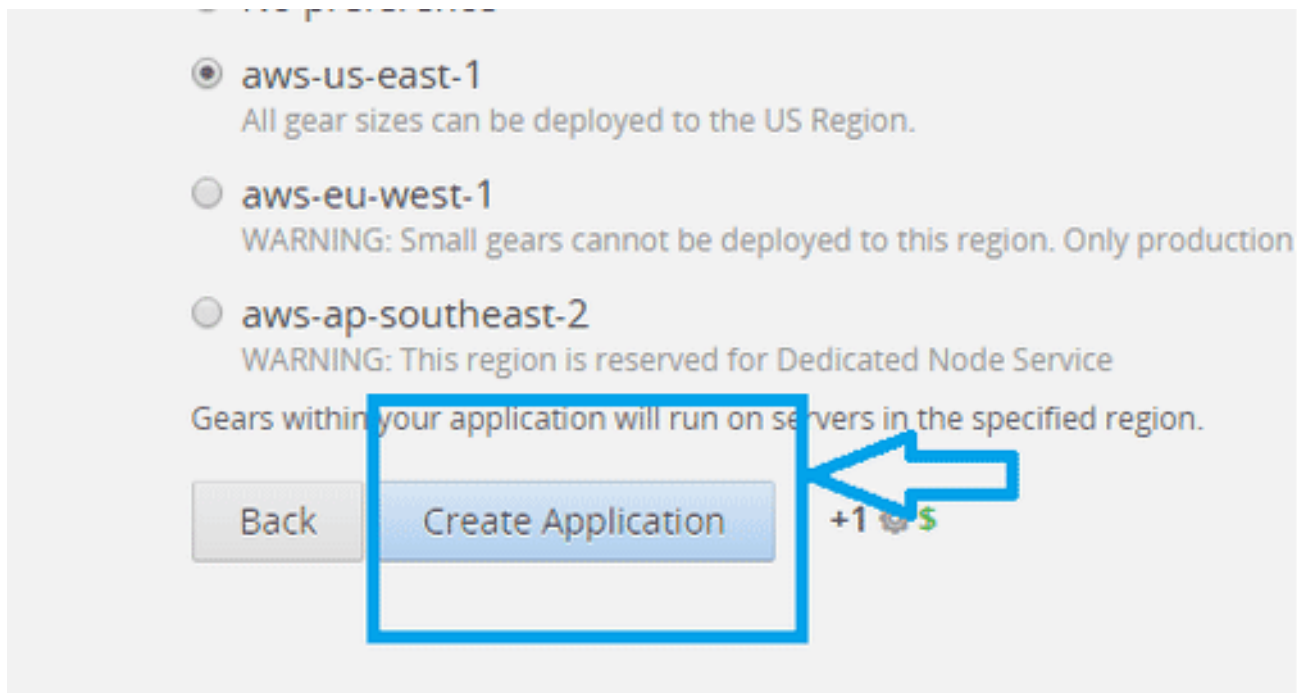 No preference
aws-us-east-1
All gear sizes can be deployed to the US Region.
aws-eu-west-1
WARNING: Small gears cannot be deployed to this region. Only production
aws-ap-southeast-2
WARNING: This region is reserved for Dedicated Node Service
Gears within your application will run on servers in the specified region.
Back Create Application +1 $